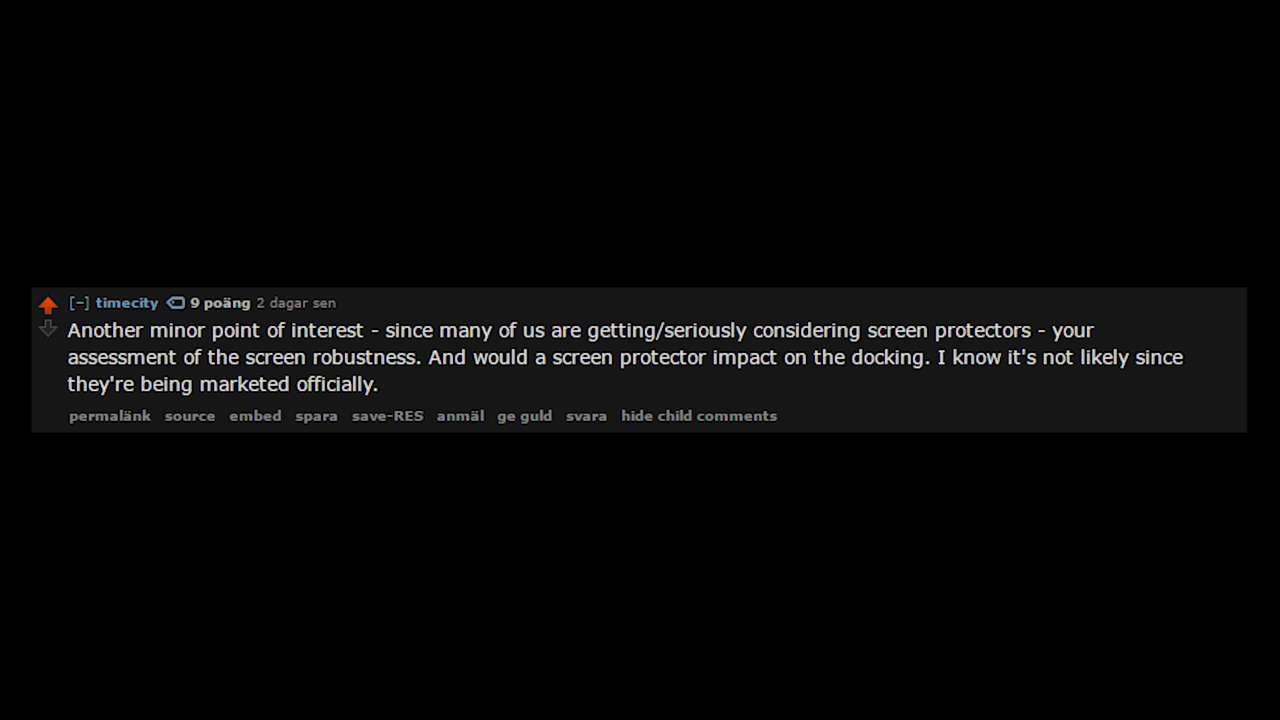 [-] timecity 9 poäng 2 dagar sen
Another minor point of interest - since many of us are getting/seriously considering screen protectors - your
assessment of the screen robustness. And would a screen protector impact on the docking. I know it's not likely since
they're being marketed officially.
permalänk source embed spara save-RES anmäl ge guld svara hide child comments